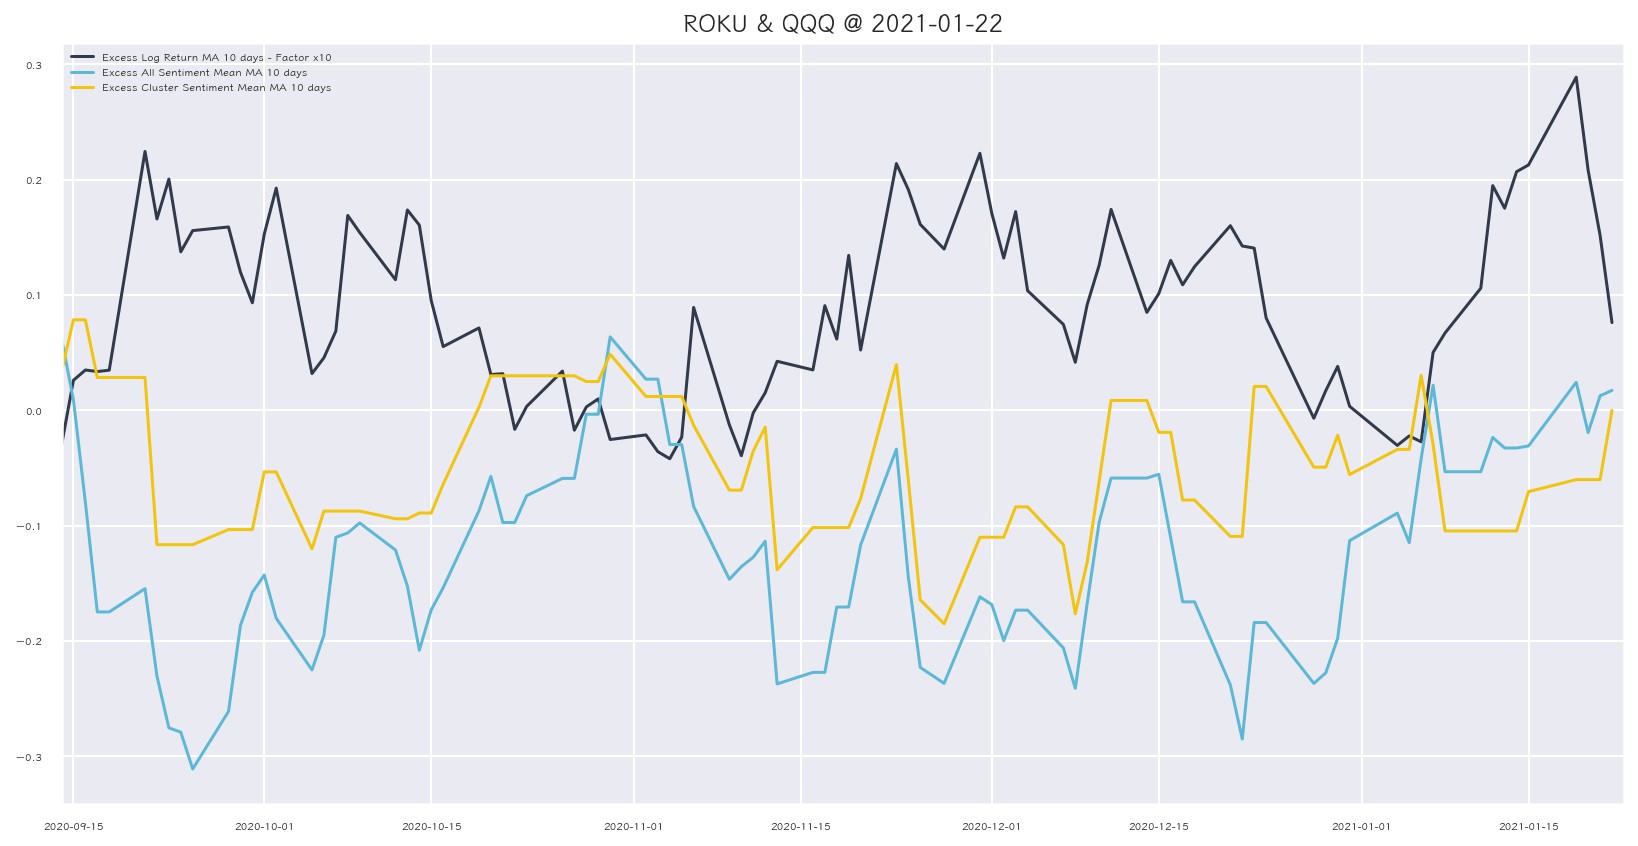 ROKU & QQQ @ 2021-01-22
Excess Log Return MA 10 days - Factor x10
Excess All Sentiment Mean MA 10 days
Excess Cluster Sentiment Mean MA 10 days
0.3
0.2
0.1
0.0
−0.1
−0.2
−0.3
2020-09-15 2020-10-01 2020-10-15 2020-11-01 2020-11-15 2020-12-01 2020-12-15 2021-01-01 2021-01-15